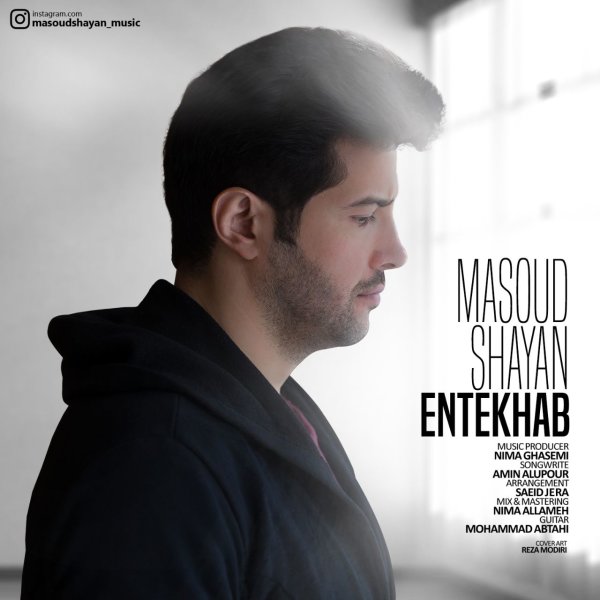 instagram.com
masoudshayan_music
MASOUD
SHAYAN
ENTEKHAB
MUSIC PRODUCER
NIMA GHASEMI
SONGWRITE
AMIN ALUPOUR
ARRANGEMENT
SAEID JERA
MIX & MASTERING
NIMA ALLAMEH
GUITAR
MOHAMMAD ABTAHI
COVER ART
REZA MODIRI